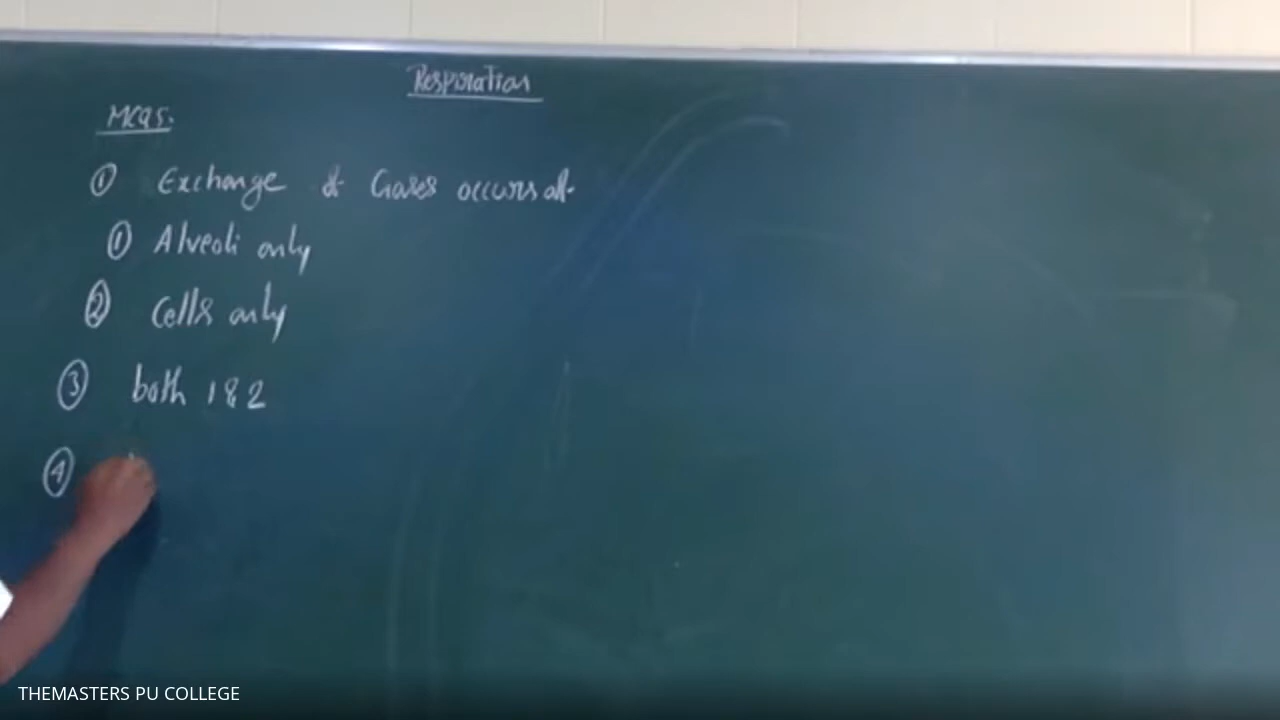 Respiration
MCQs.
① Exchange of Gases occurs at-
① Alveoli only
② Cells only
③ both 1 & 2
④
THEMASTERS PU COLLEGE